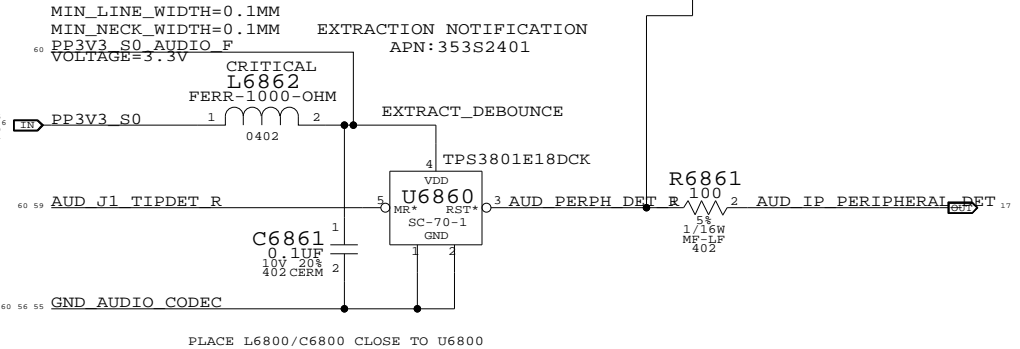 MIN_LINE_WIDTH=0.1MM
MIN_NECK_WIDTH=0.1MM
EXTRACTION NOTIFICATION
60 PP3V3_S0_AUDIO_F
APN:353S2401
VOLTAGE=3.3V
CRITICAL
L6862
FERR-1000-OHM
EXTRACT_DEBOUNCE
6 IN PP3V3_S0
1
2
0402
4 TPS3801E18DCK
VDD
R6861
100
60 59 AUD_J1_TIPDET_R
5
U6860
3 AUD_PERPH_DET_R
1
2 AUD_IP_PERIPHERAL_DET
OUT 17
MR*
RST*
SC-70-1
5%
1/16W
MF-LF
402
GND
C6861
1
0.1UF
10V 20%
402 CERM
2
1
2
60 56 55 GND_AUDIO_CODEC
PLACE L6800/C6800 CLOSE TO U6800